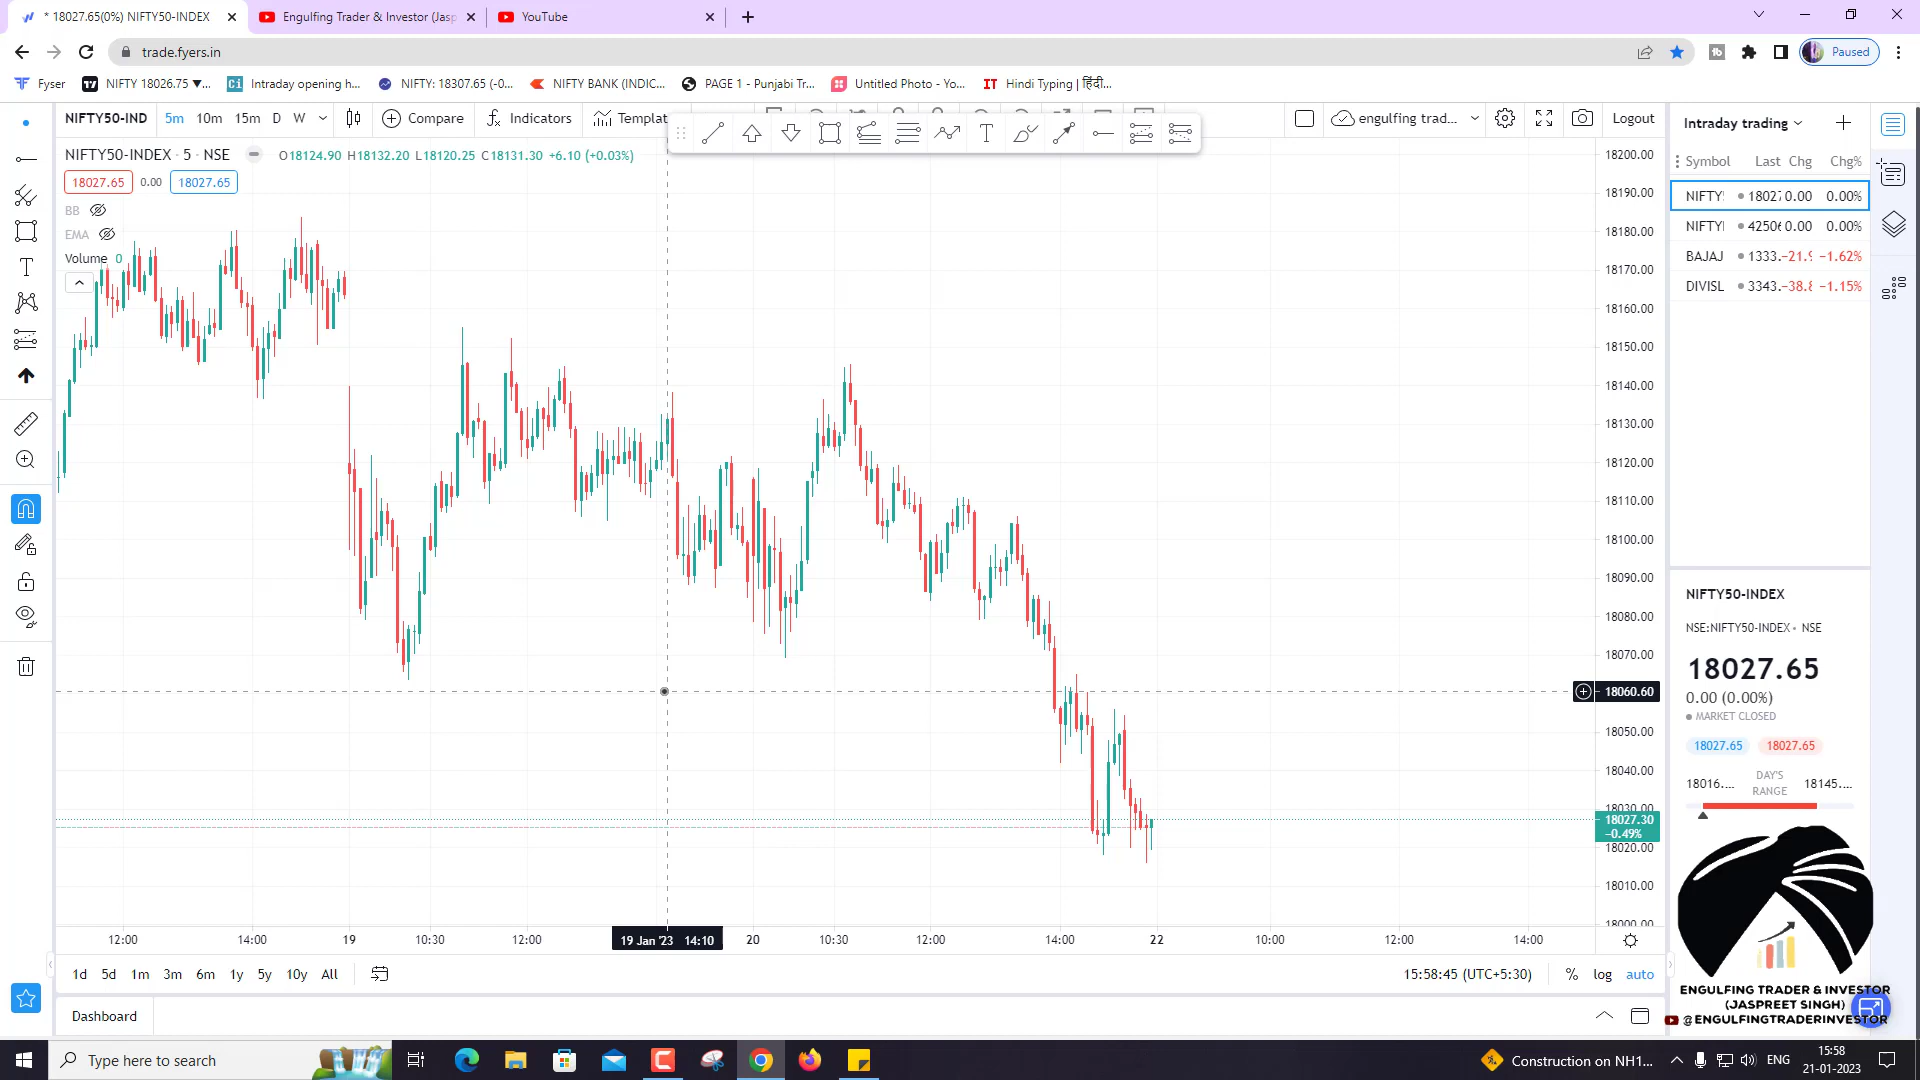 * 18027.65(0%) NIFTY50-INDEX
Engulfing Trader & Investor (Jasp
YouTube
trade.fyers.in
Paused
Fyser
NIFTY 18026.75 ▼...
Intraday opening h...
NIFTY: 18307.65 (-0...
NIFTY BANK (INDIC...
PAGE 1 - Punjabi Tr...
Untitled Photo - Yo...
Hindi Typing | हिंदी...
NIFTY50-IND
5m
10m
15m
D
W
Compare
Indicators
Templat
engulfing trad...
Logout
NIFTY50-INDEX · 5 · NSE
O18124.90 H18132.20 L18120.25 C18131.30 +6.10 (+0.03%)
18027.65
0.00
18027.65
BB
EMA
Volume 0
18200.00
18190.00
18180.00
18170.00
18160.00
18150.00
18140.00
18130.00
18120.00
18110.00
18100.00
18090.00
18080.00
18070.00
18060.60
18050.00
18040.00
18030.00
18027.30
−0.49%
18020.00
18010.00
18000.00
12:00
14:00
19
10:30
12:00
19 Jan '23 14:10
20
10:30
12:00
14:00
22
10:00
12:00
14:00
1d
5d
1m
3m
6m
1y
5y
10y
All
15:58:45 (UTC+5:30)
%
log
auto
Dashboard
Intraday trading
Symbol Last Chg Chg%
NIFTY 1802 0.00 0.00%
NIFTY 4250 0.00 0.00%
BAJAJ 1333. −21.9 −1.62%
DIVISL 3343. −38.8 −1.15%
NIFTY50-INDEX
NSE:NIFTY50-INDEX • NSE
18027.65
0.00 (0.00%)
MARKET CLOSED
18027.65
18027.65
18016....
DAY'S
RANGE
18145....
ENGULFING TRADER & INVESTOR
(JASPREET SINGH)
@ENGULFINGTRADERINVESTOR
Type here to search
Construction on NH1...
ENG
15:58
21-01-2023